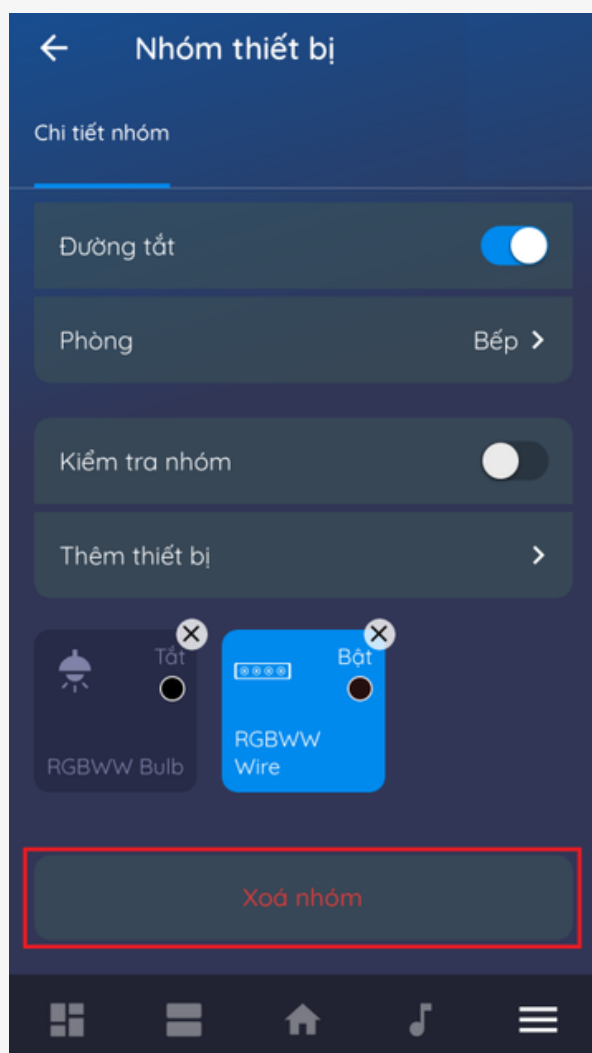 Nhóm thiết bị
Chi tiết nhóm
Đường tắt
Phòng Bếp
Kiểm tra nhóm
Thêm thiết bị
Tắt
RGBWW Bulb
Bật
RGBWW
Wire
Xoá nhóm